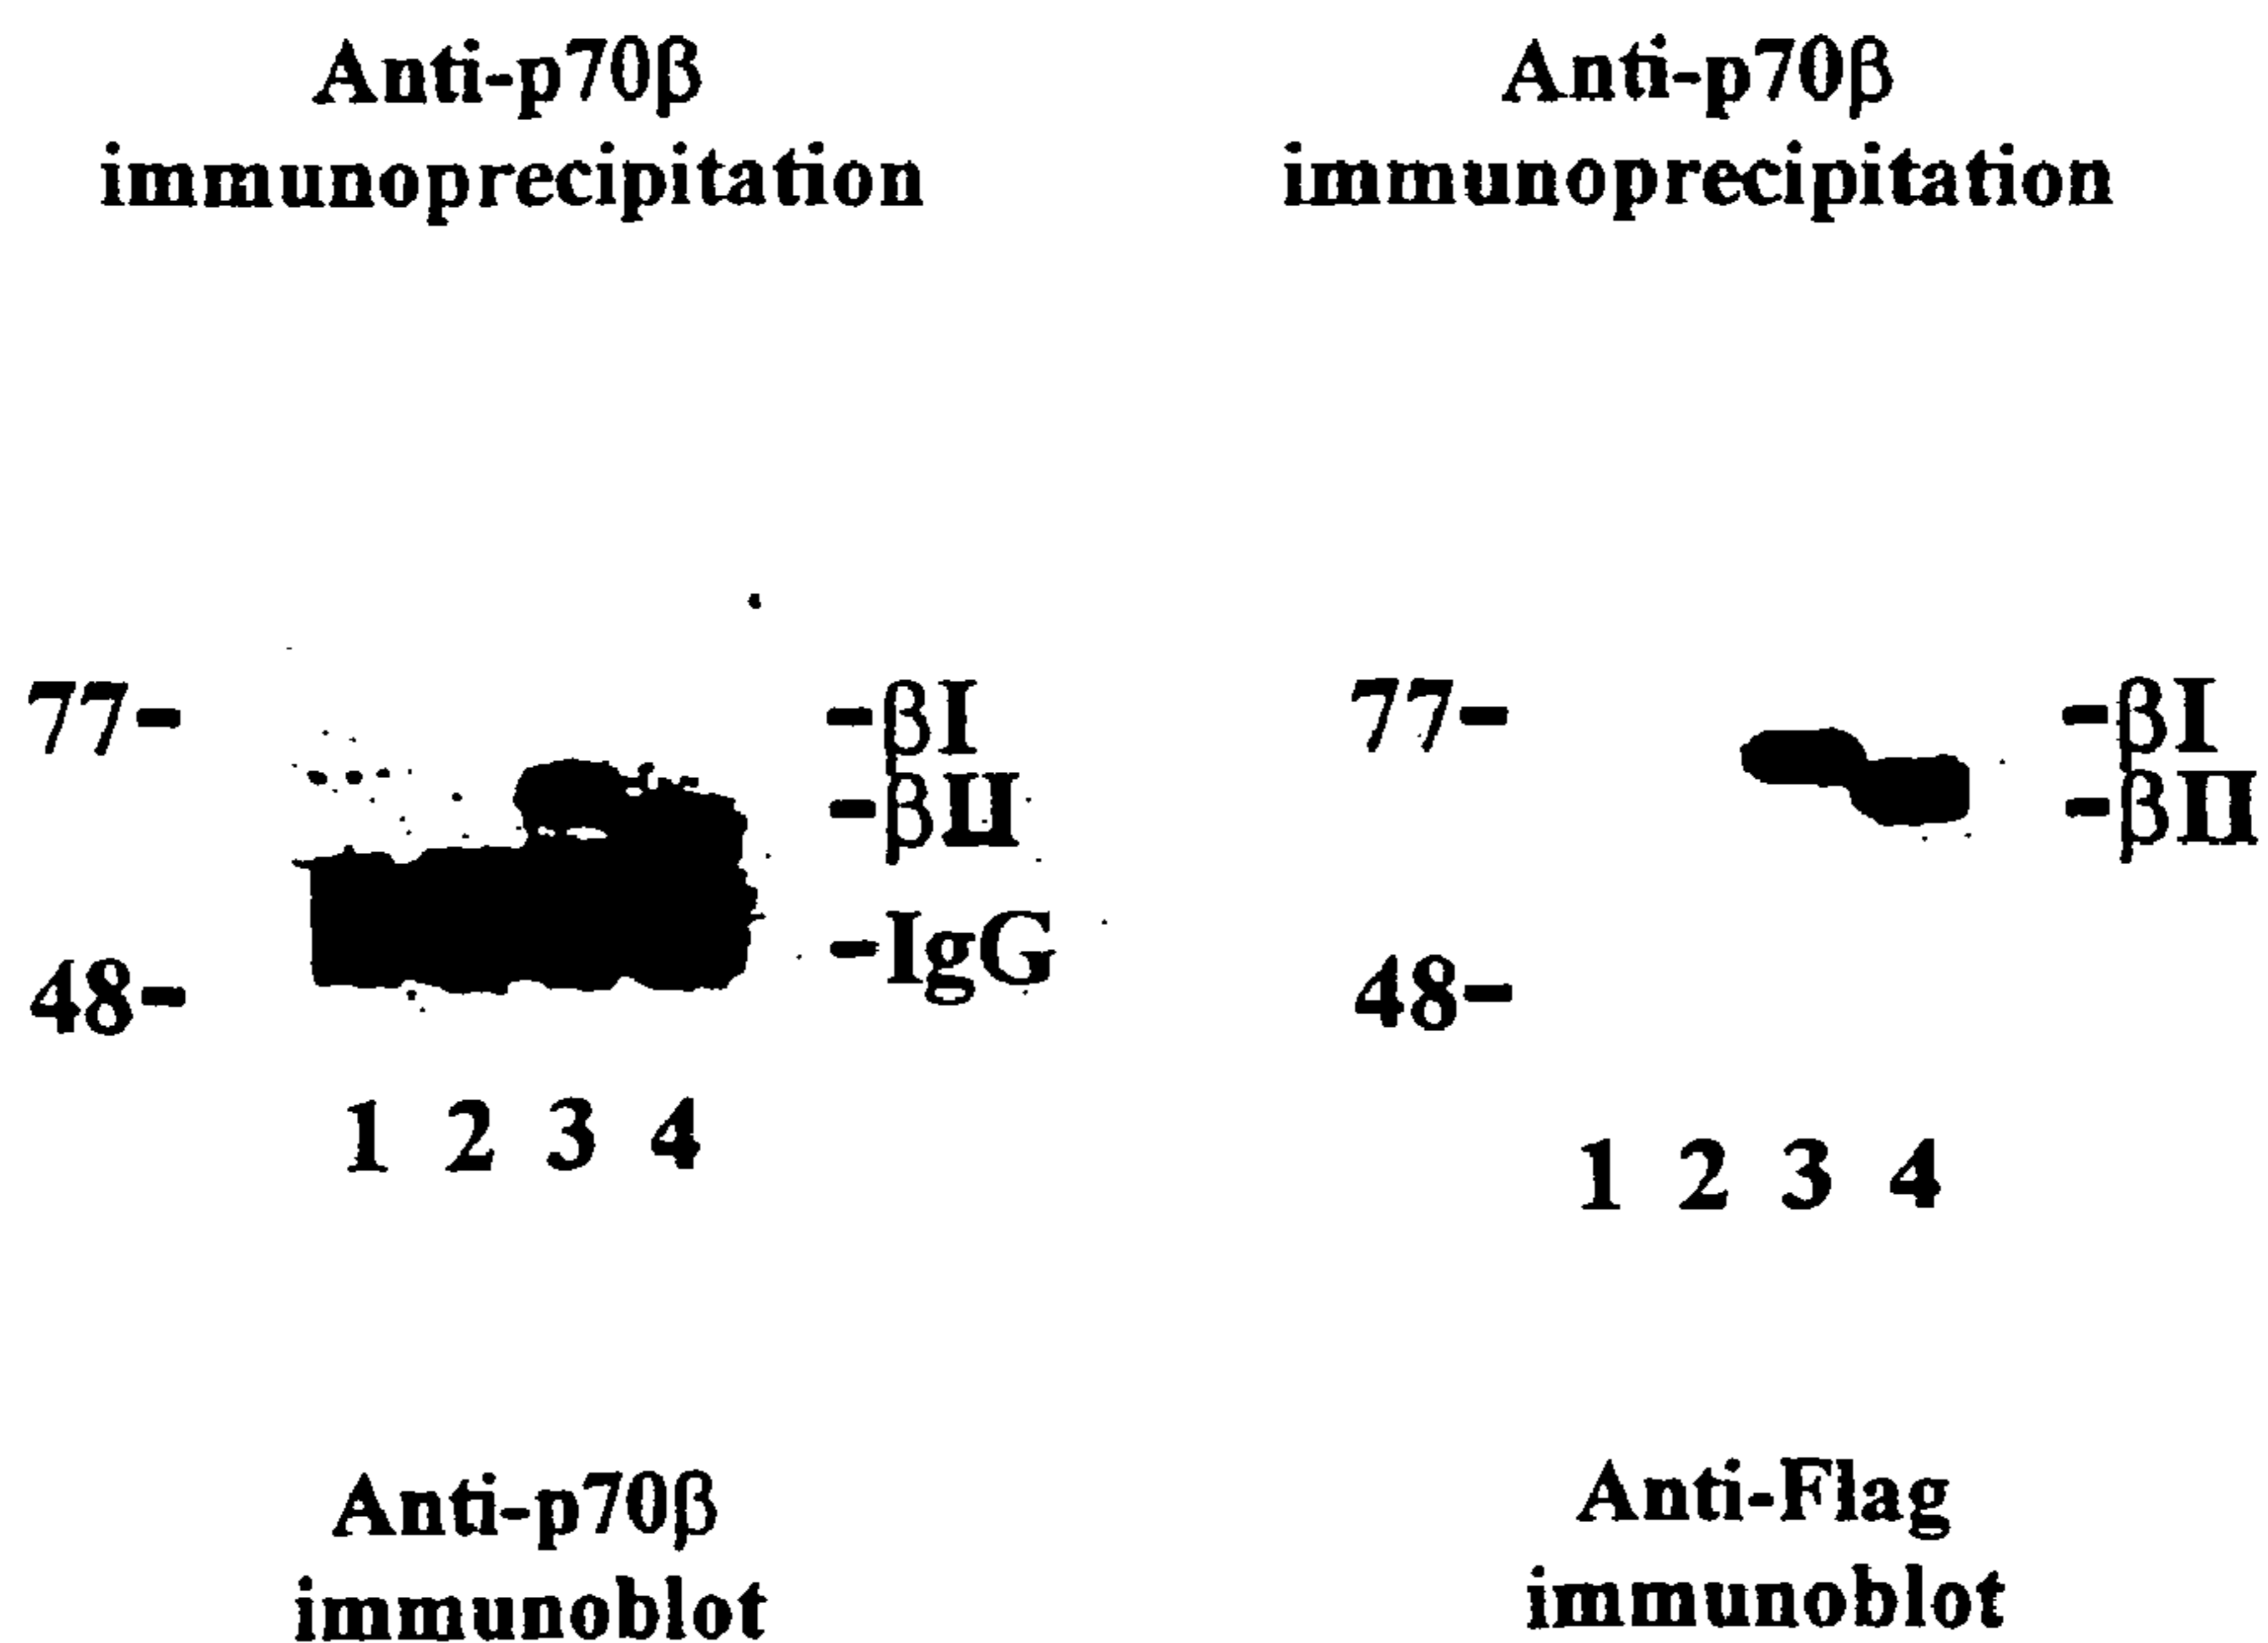 Anti-p70β
immunoprecipitation
77-
-βI
-βII
-IgG
48-
1 2 3 4
Anti-p70β
immunoblot
Anti-p70β
immunoprecipitation
77-
-βI
-βII
48-
1 2 3 4
Anti-Flag
immunoblot